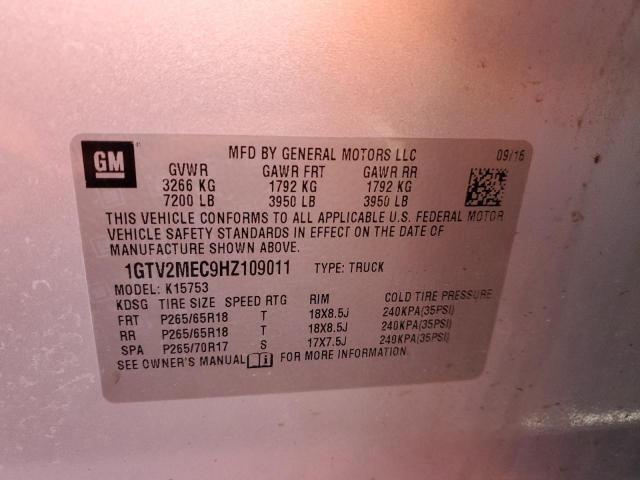 GM
MFD BY GENERAL MOTORS LLC 09/16
GVWR GAWR FRT GAWR RR
3266 KG 1792 KG 1792 KG
7200 LB 3950 LB 3950 LB
THIS VEHICLE CONFORMS TO ALL APPLICABLE U.S. FEDERAL MOTOR
VEHICLE SAFETY STANDARDS IN EFFECT ON THE DATE OF
MANUFACTURE SHOWN ABOVE.
1GTV2MEC9HZ109011 TYPE: TRUCK
MODEL: K15753
KDSG TIRE SIZE SPEED RTG RIM COLD TIRE PRESSURE
FRT P265/65R18 T 18X8.5J 240KPA(35PSI)
RR P265/65R18 T 18X8.5J 240KPA(35PSI)
SPA P265/70R17 S 17X7.5J 240KPA(35PSI)
SEE OWNER'S MANUAL FOR MORE INFORMATION.